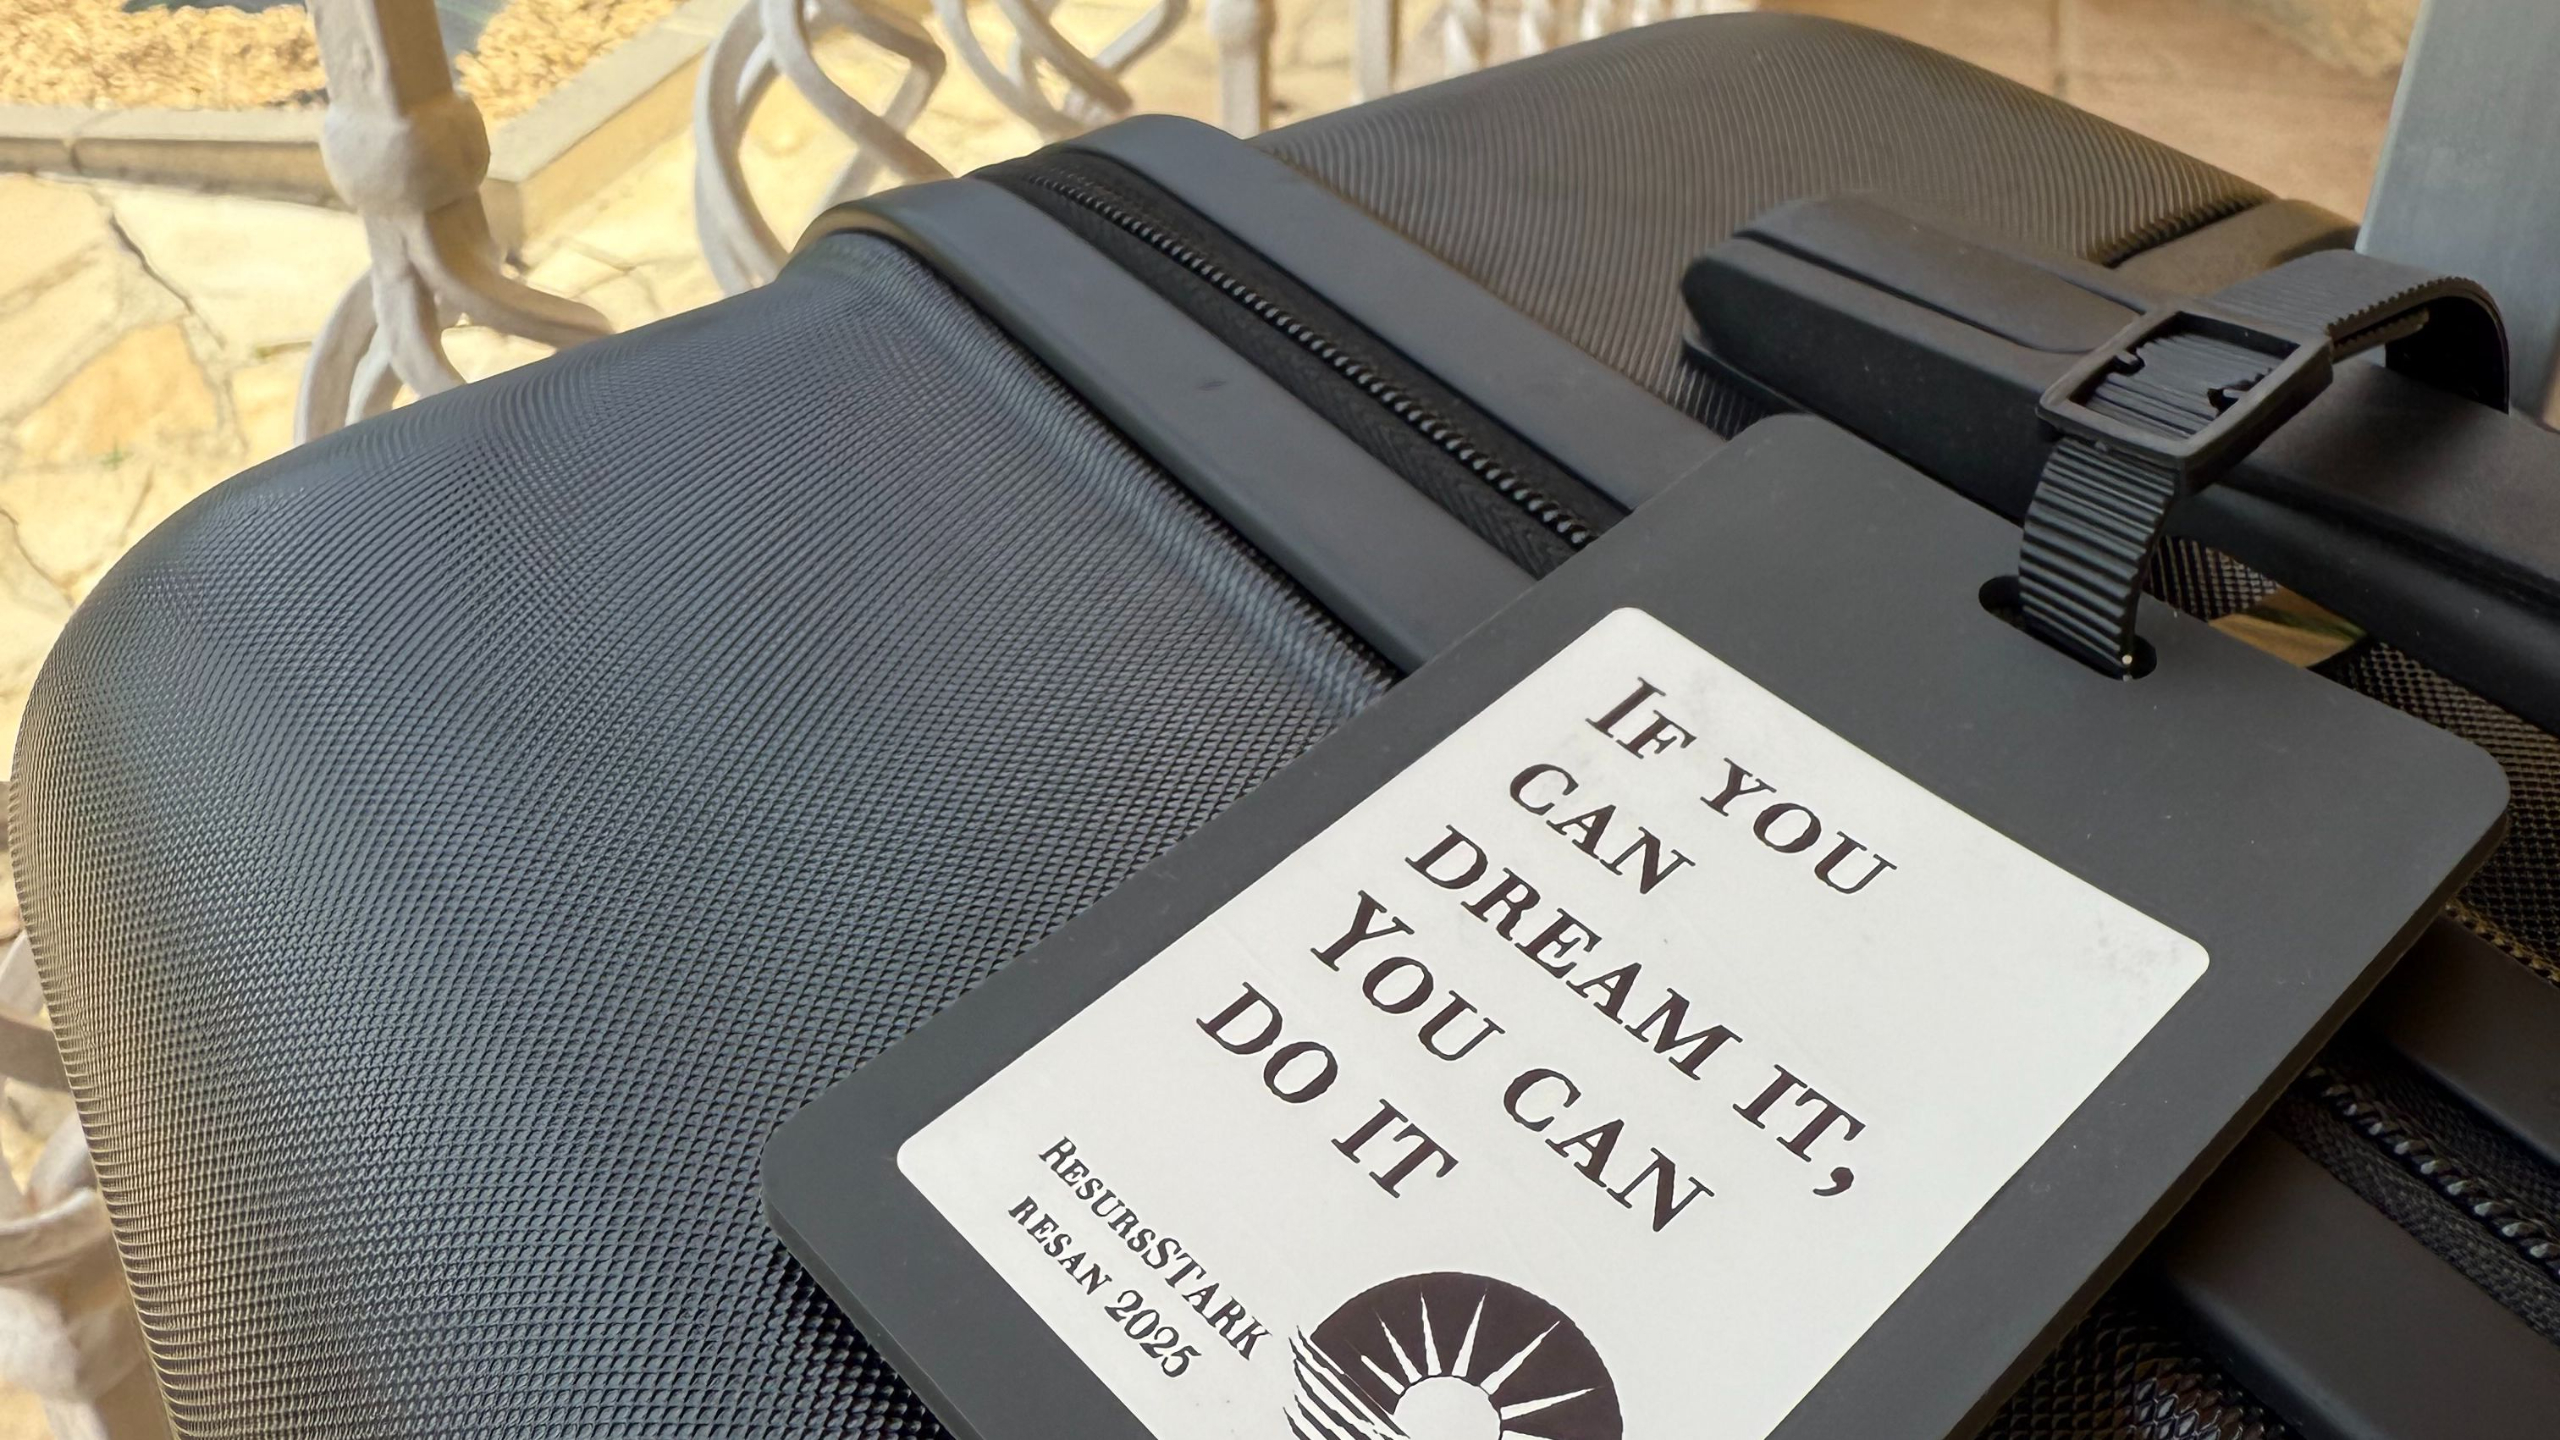 IF YOU
CAN
DREAM IT,
YOU CAN
DO IT
RESURSSTARK
RESAN 2025